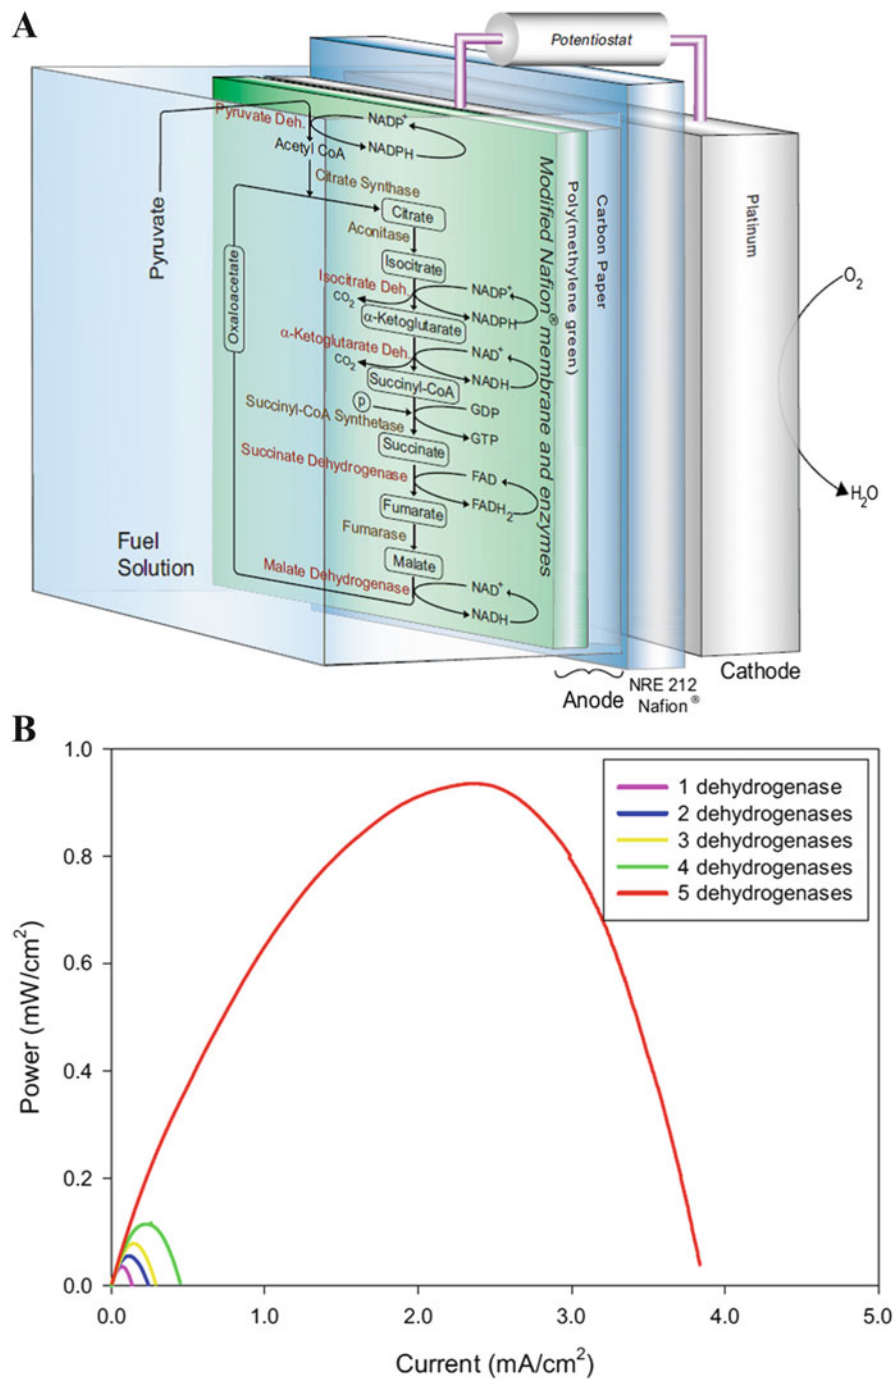 A
Potentiostat
Pyruvate Deh.
NADP+
Acetyl CoA
NADPH
Citrate Synthase
Citrate
Aconitase
Isocitrate
Isocitrate Deh.
NADP+
CO2
NADPH
α-Ketoglutarate
α-Ketoglutarate Deh.
NAD+
CO2
NADH
Succinyl-CoA
P
GDP
Succinyl-CoA Synthetase
GTP
Succinate
Succinate Dehydrogenase
FAD
FADH2
Fumarate
Fumarase
Malate
Malate Dehydrogenase
NAD+
NADH
Pyruvate
Oxaloacetate
Modified Nafion® membrane and enzymes
Poly(methylene green)
Carbon Paper
Platinum
O2
H2O
Fuel
Solution
Anode
NRE 212
Nafion®
Cathode
B
1.0
0.8
0.6
0.4
0.2
0.0
Power (mW/cm2)
1 dehydrogenase
2 dehydrogenases
3 dehydrogenases
4 dehydrogenases
5 dehydrogenases
0.0 1.0 2.0 3.0 4.0 5.0
Current (mA/cm2)